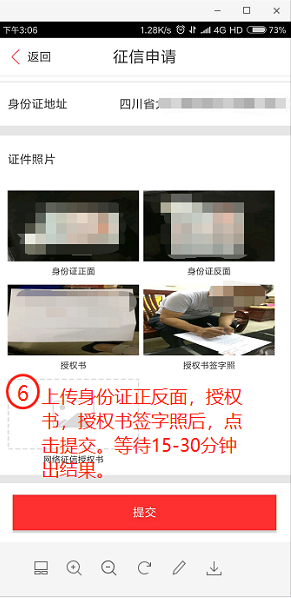 下午3:06 1.28K/s 4G HD 73%
返回 征信申请
身份证地址 四川省
证件照片
身份证正面 身份证反面
授权书 授权书签字照
6 上传身份证正反面，授权
书，授权书签字照后，点
击提交。等待15-30分钟
出结果。
网络征信授权书
提交